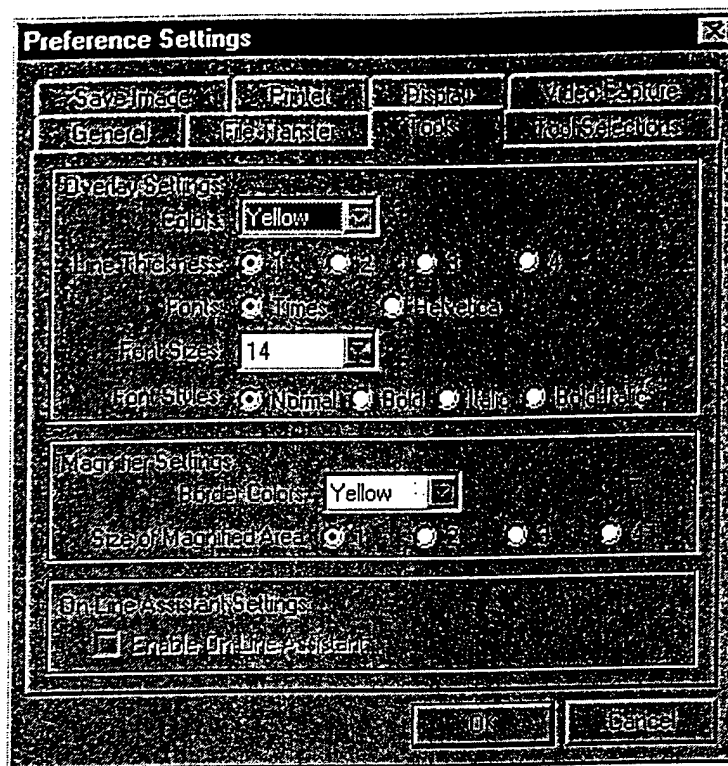 Preference Settings
Save Image Printer Display Video Capture
General File Transfer Tools Tool Selections
Overlay Settings
Colors: Yellow
Line Thickness: 1 2 3 4
Fonts: Times Helvetica
Font Sizes: 14
Font Styles: Normal Bold Italic Bold-Italic
Magnifier Settings
Border Colors: Yellow
Size of Magnified Area: 1 2 3 4
On-Line Assistant Settings
Enable On-Line Assistant
OK Cancel